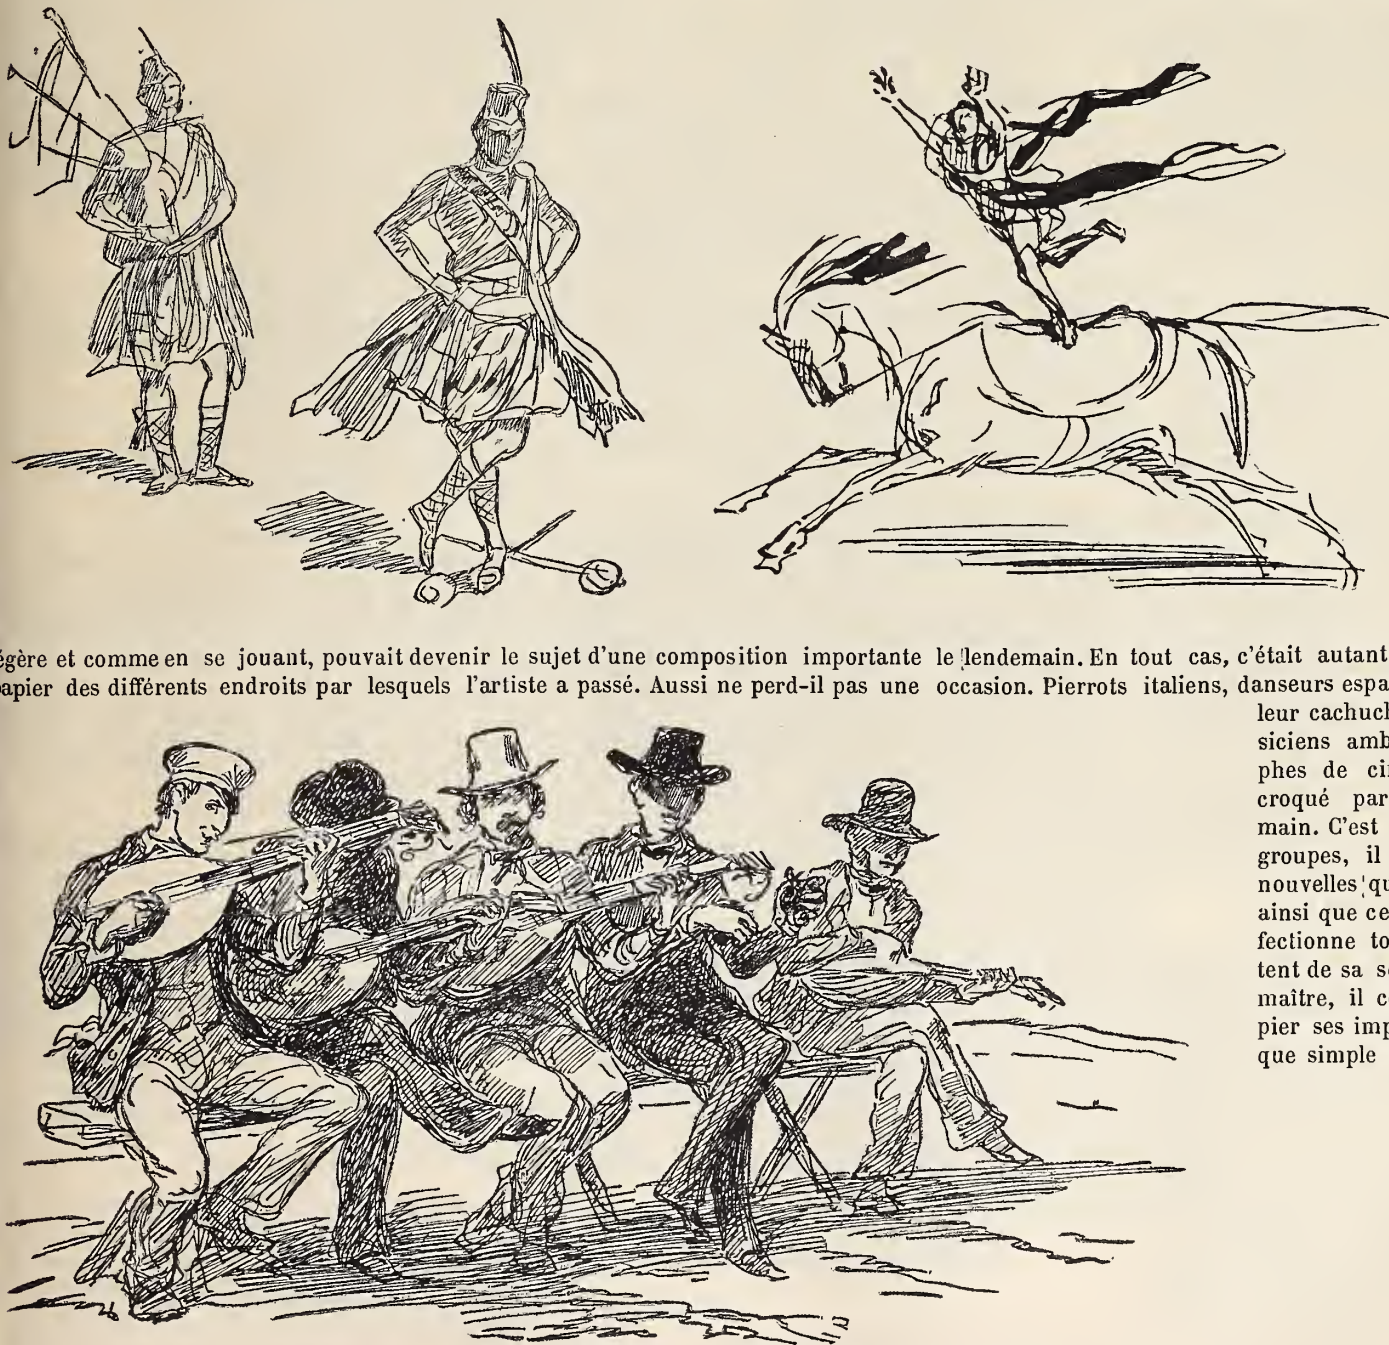 égère et comme en se jouant, pouvait devenir le sujet d'une composition importante le lendemain. En tout cas, c'était autant
papier des différents endroits par lesquels l'artiste a passé. Aussi ne perd-il pas une occasion. Pierrots italiens, danseurs espa
leur cachuch
siciens amb
phes de ci
croqué par
main. C'est
groupes, il
nouvelles qu
ainsi que ce
fectionne to
tent de sa s
maître, il c
pier ses imp
que simple